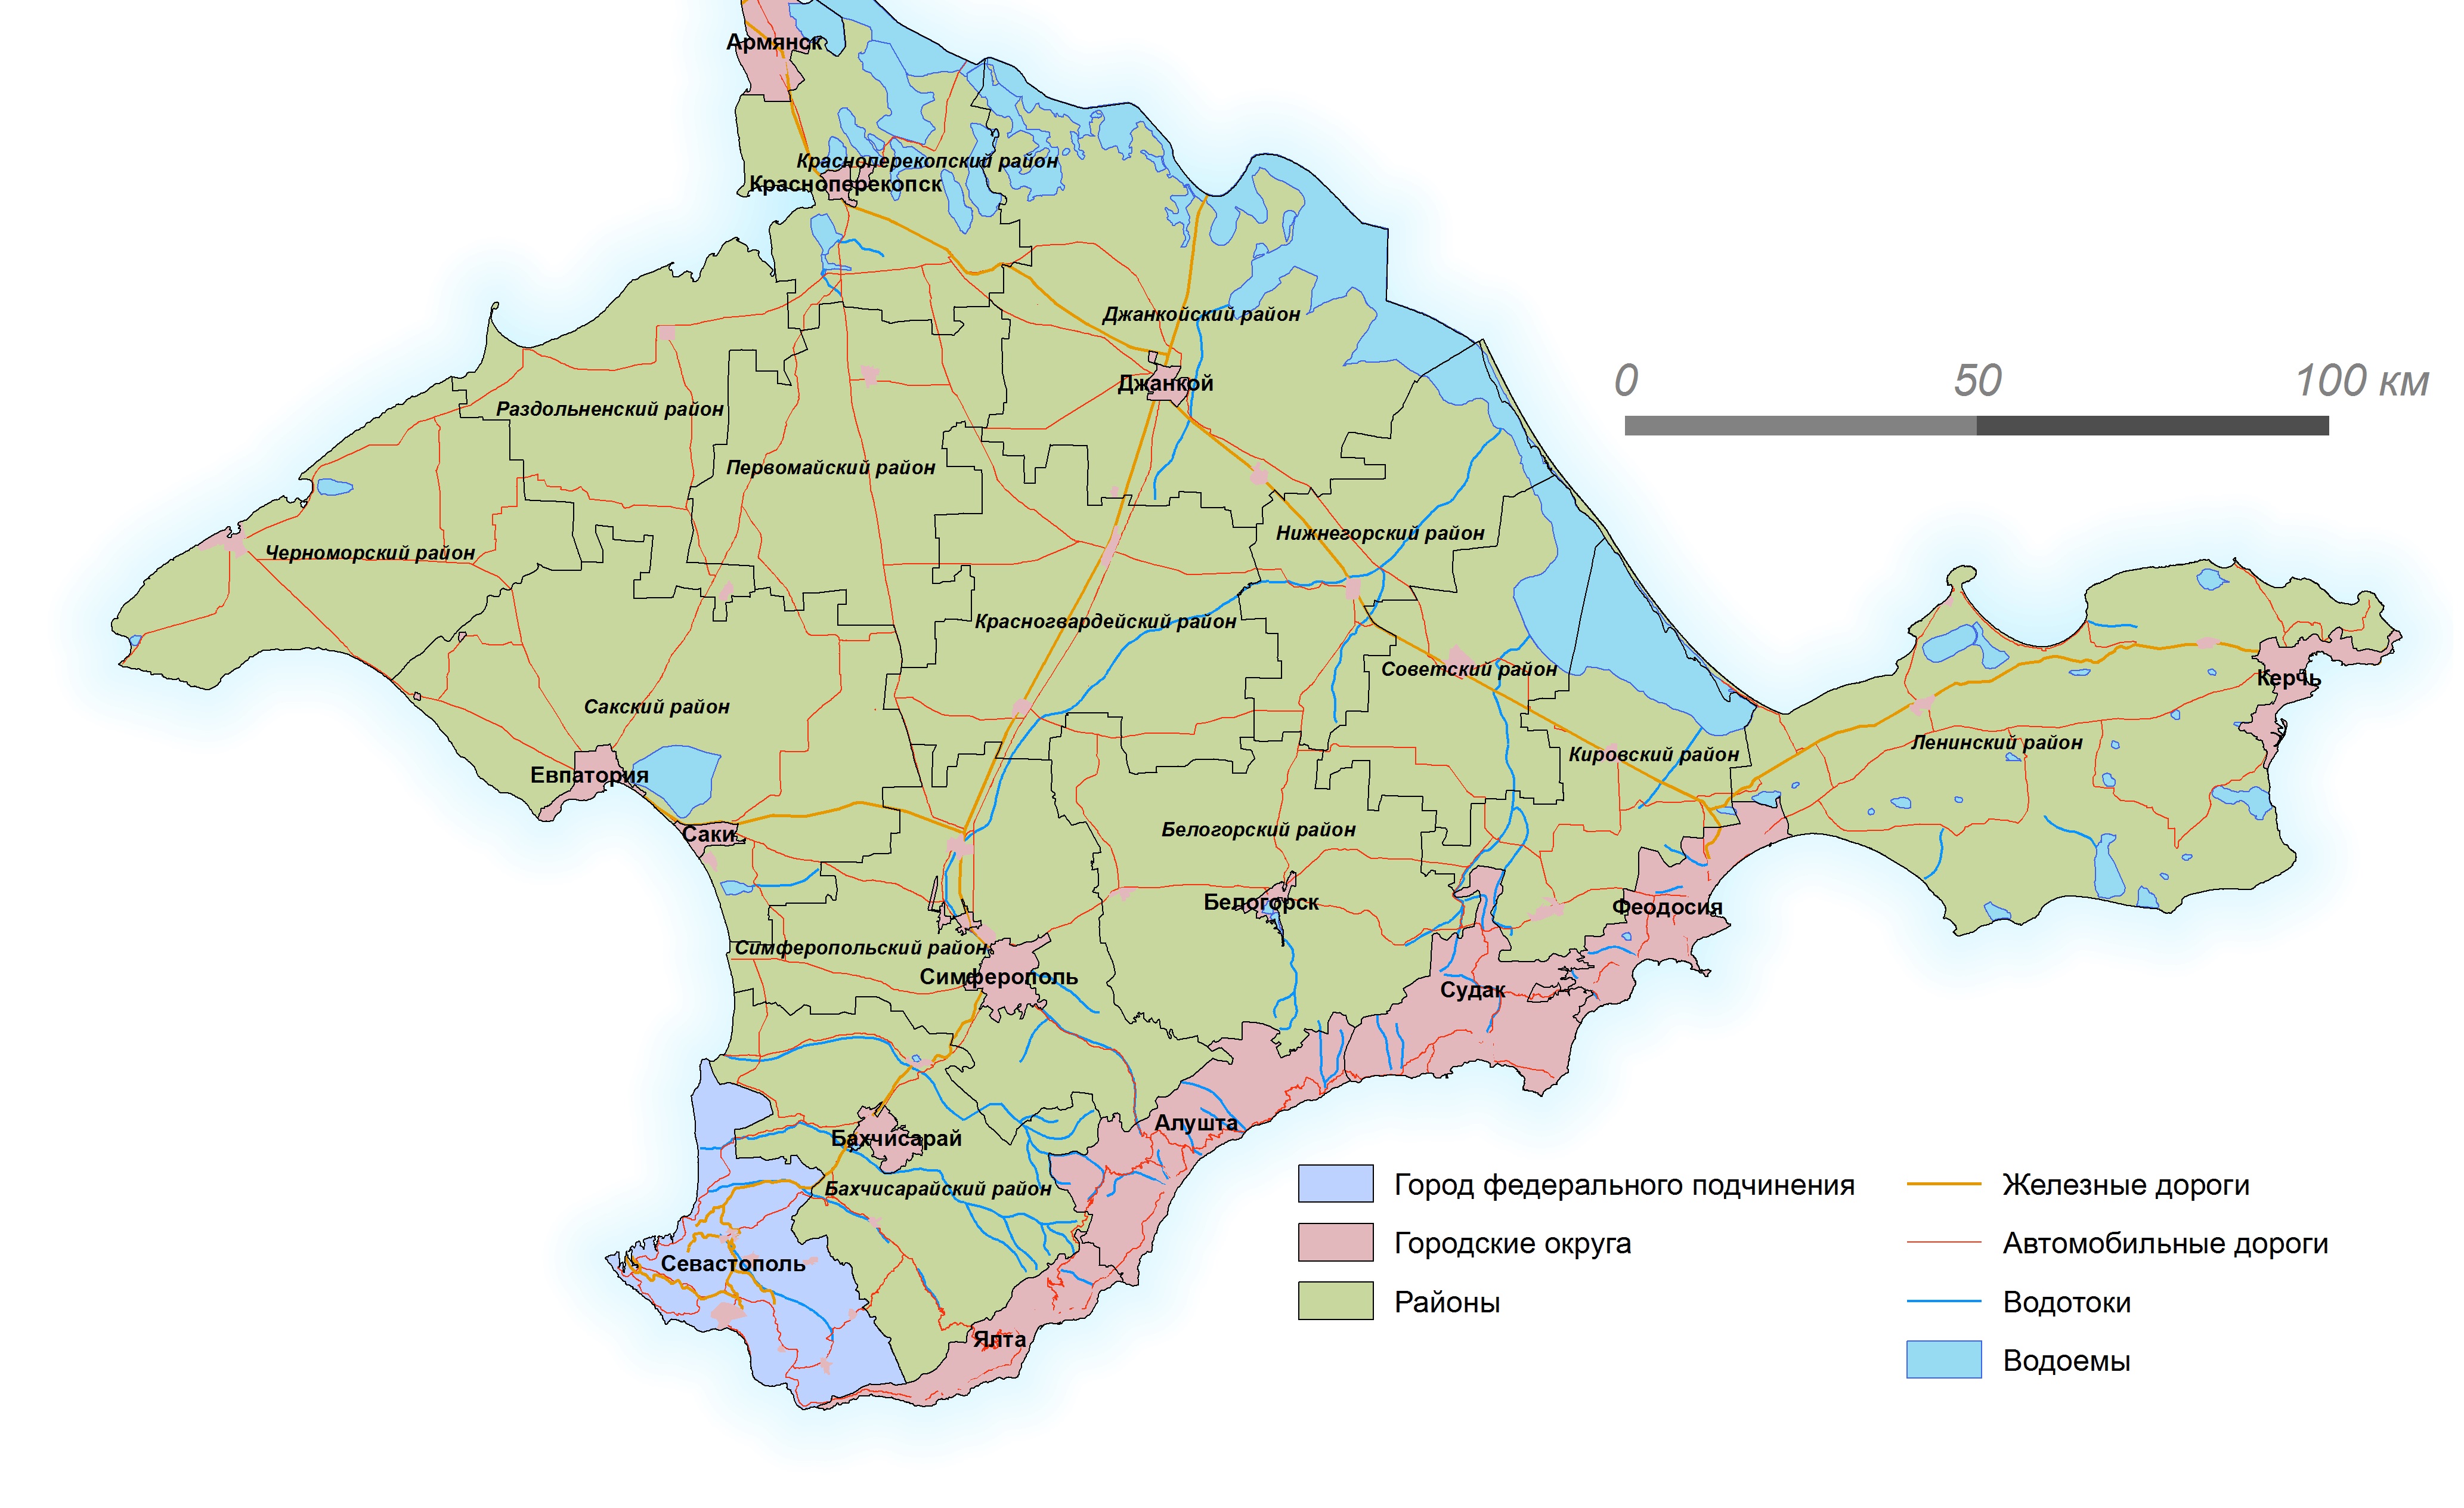 Армянск
Красноперекопский район
Красноперекопск
Джанкойский район
0 50 100 км
Джанкой
Раздольненский район
Первомайский район
Нижнегорский район
Черноморский район
Красногвардейский район
Советский район
Керчь
Сакский район
Ленинский район
Кировский район
Евпатория
Белогорский район
Саки
Белогорск
Феодосия
Симферопольский район
Симферополь
Судак
Алушта
Бахчисарай
Бахчисарайский район
Севастополь
Ялта
Город федерального подчинения
Городские округа
Районы
Железные дороги
Автомобильные дороги
Водотоки
Водоемы